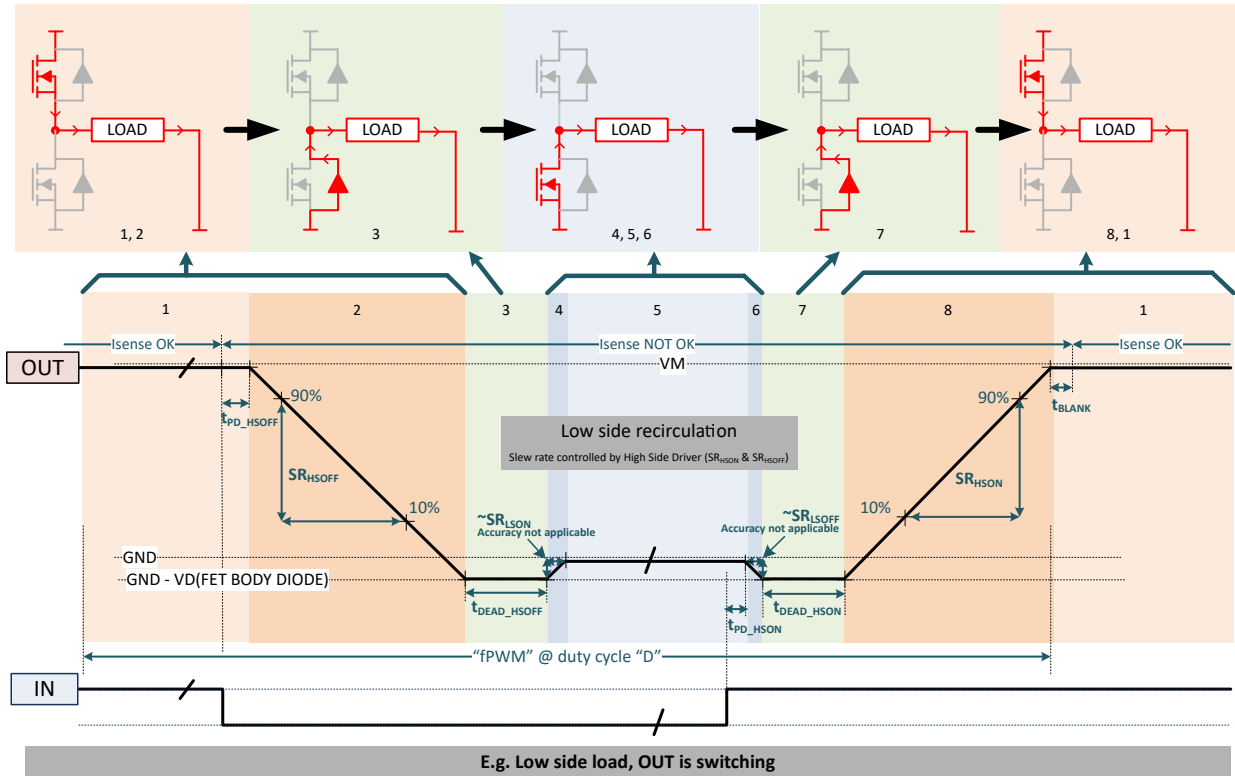 LOAD
LOAD
LOAD
LOAD
LOAD
1, 2
3
4, 5, 6
7
8, 1
1
2
3
4
5
6
7
8
1
Isense OK
Isense NOT OK
Isense OK
OUT
VM
90%
90%
tPD_HSOFF
tBLANK
Low side recirculation
Slew rate controlled by High Side Driver (SRHSON & SRHSOFF)
SRHSOFF
SRHSON
10%
10%
~SRLSON
Accuracy not applicable
~SRLSOFF
Accuracy not applicable
GND
GND - VD(FET BODY DIODE)
tDEAD_HSOFF
tDEAD_HSON
tPD_HSON
“fPWM” @ duty cycle “D”
IN
E.g. Low side load, OUT is switching